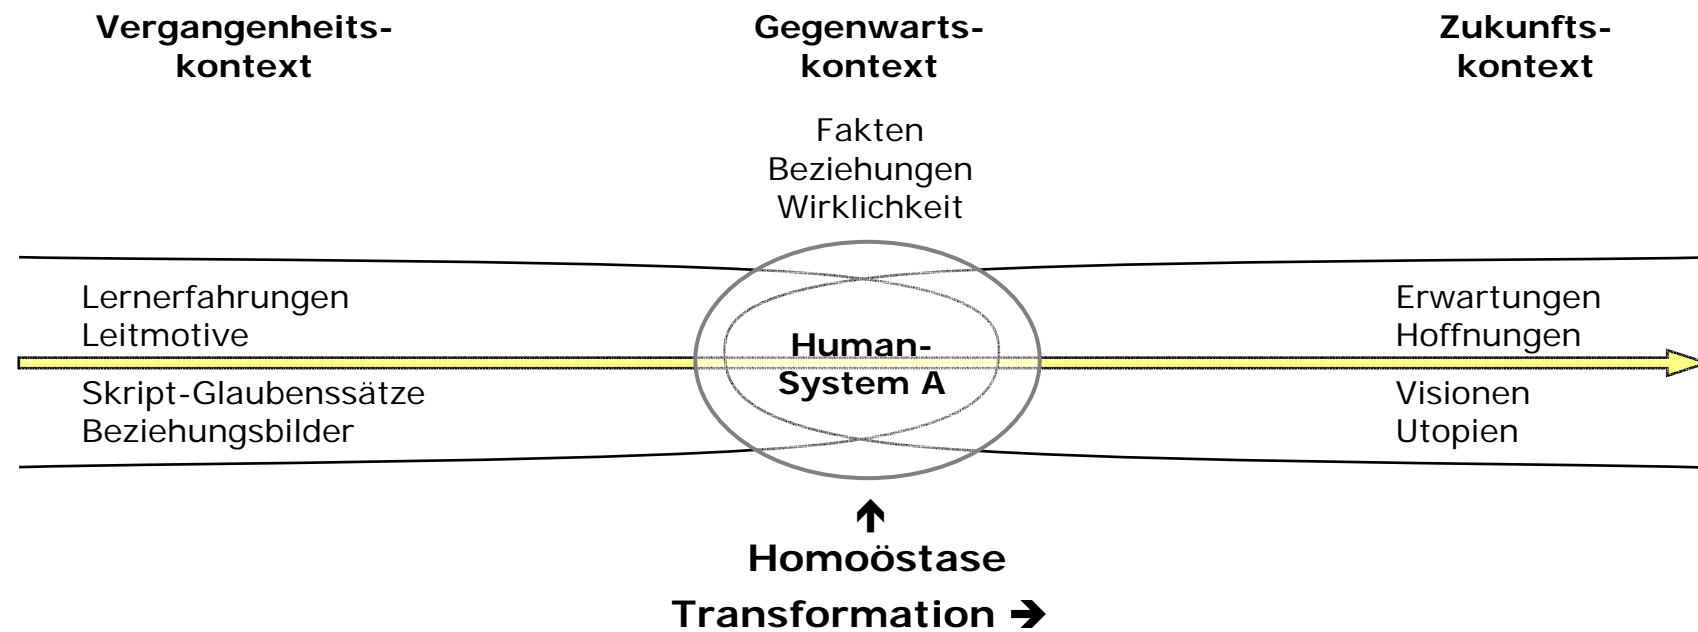 Vergangenheits-
kontext
Gegenwarts-
kontext
Zukunfts-
kontext
Fakten
Beziehungen
Wirklichkeit
Lernerfahrungen
Leitmotive
Skript-Glaubenssätze
Beziehungsbilder
Human-
System A
Erwartungen
Hoffnungen
Visionen
Utopien
↑
Homoöstase
Transformation →